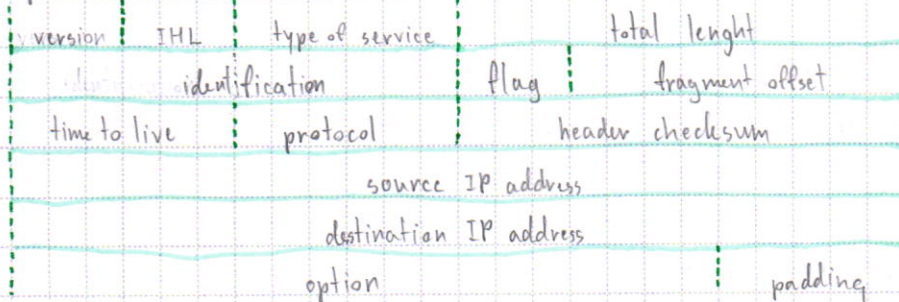 version IHL type of service total lenght
identification flag fragment offset
time to live protocol header checksum
source IP address
destination IP address
option padding